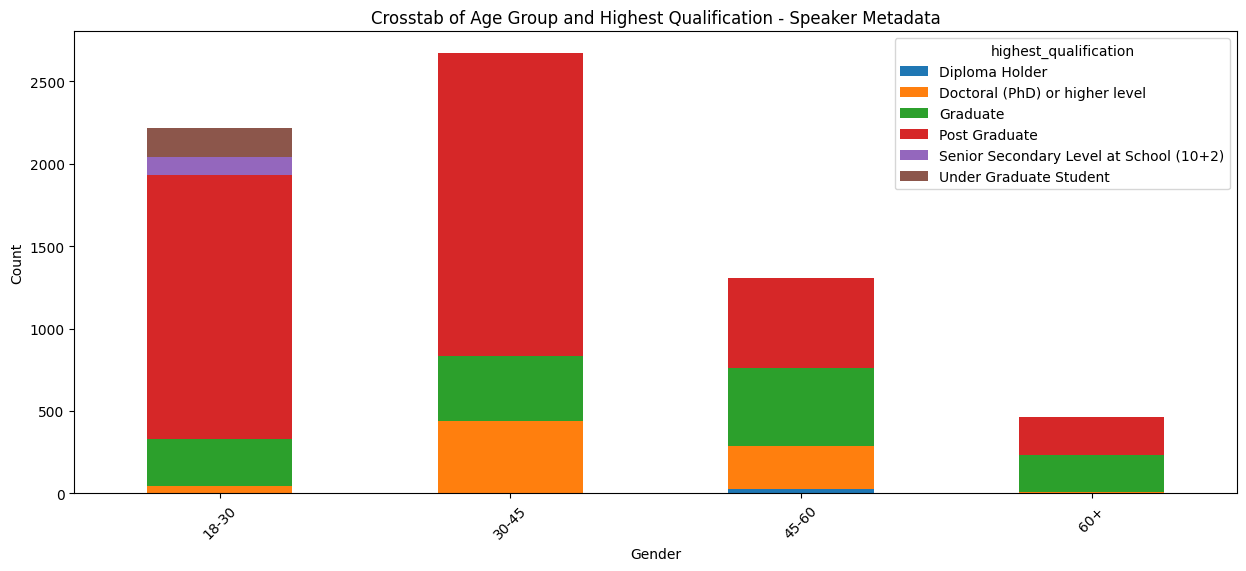 Crosstab of Age Group and Highest Qualification - Speaker Metadata
highest_qualification
Diploma Holder
Doctoral (PhD) or higher level
Graduate
Post Graduate
Senior Secondary Level at School (10+2)
Under Graduate Student
Count
2500
2000
1500
1000
500
0
18-30
30-45
45-60
60+
Gender